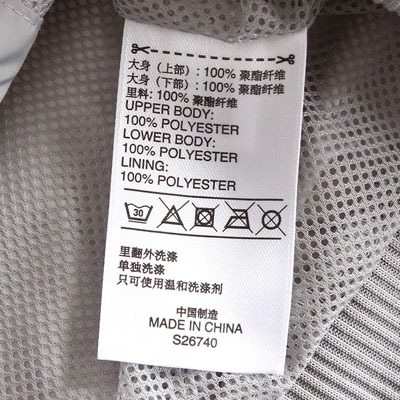 大身（上部）: 100% 聚酯纤维
大身（下部）: 100% 聚酯纤维
里料: 100% 聚酯纤维
UPPER BODY:
100% POLYESTER
LOWER BODY:
100% POLYESTER
LINING:
100% POLYESTER
30
里翻外洗涤
单独洗涤
只可使用温和洗涤剂
中国制造
MADE IN CHINA
S26740